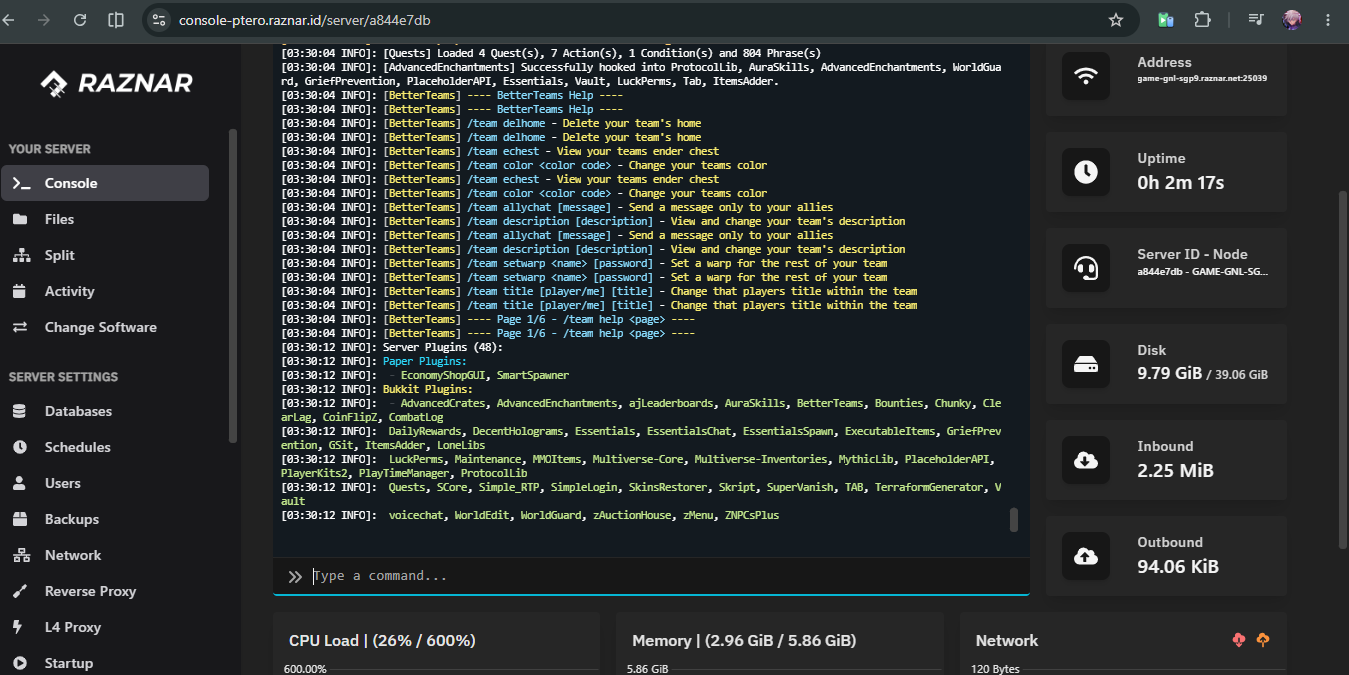 console-ptero.raznar.id/server/a844e7db
RAZNAR
YOUR SERVER
Console
Files
Split
Activity
Change Software
SERVER SETTINGS
Databases
Schedules
Users
Backups
Network
Reverse Proxy
L4 Proxy
Startup
[03:30:04 INFO]: [Quests] Loaded 4 Quest(s), 7 Action(s), 1 Condition(s) and 804 Phrase(s)
[03:30:04 INFO]: [AdvancedEnchantments] Successfully hooked into ProtocolLib, AuraSkills, AdvancedEnchantments, WorldGua
rd, GriefPrevention, PlaceholderAPI, Essentials, Vault, LuckPerms, Tab, ItemsAdder.
[03:30:04 INFO]: [BetterTeams] ---- BetterTeams Help ----
[03:30:04 INFO]: [BetterTeams] ---- BetterTeams Help ----
[03:30:04 INFO]: [BetterTeams] /team delhome - Delete your team's home
[03:30:04 INFO]: [BetterTeams] /team delhome - Delete your team's home
[03:30:04 INFO]: [BetterTeams] /team echest - View your teams ender chest
[03:30:04 INFO]: [BetterTeams] /team color <color code> - Change your teams color
[03:30:04 INFO]: [BetterTeams] /team echest - View your teams ender chest
[03:30:04 INFO]: [BetterTeams] /team color <color code> - Change your teams color
[03:30:04 INFO]: [BetterTeams] /team allychat [message] - Send a message only to your allies
[03:30:04 INFO]: [BetterTeams] /team description [description] - View and change your team's description
[03:30:04 INFO]: [BetterTeams] /team allychat [message] - Send a message only to your allies
[03:30:04 INFO]: [BetterTeams] /team description [description] - View and change your team's description
[03:30:04 INFO]: [BetterTeams] /team setwarp <name> [password] - Set a warp for the rest of your team
[03:30:04 INFO]: [BetterTeams] /team setwarp <name> [password] - Set a warp for the rest of your team
[03:30:04 INFO]: [BetterTeams] /team title [player/me] [title] - Change that players title within the team
[03:30:04 INFO]: [BetterTeams] /team title [player/me] [title] - Change that players title within the team
[03:30:04 INFO]: [BetterTeams] ---- Page 1/6 - /team help <page> ----
[03:30:04 INFO]: [BetterTeams] ---- Page 1/6 - /team help <page> ----
[03:30:12 INFO]: Server Plugins (48):
[03:30:12 INFO]: Paper Plugins:
[03:30:12 INFO]:  - EconomyShopGUI, SmartSpawner
[03:30:12 INFO]: Bukkit Plugins:
[03:30:12 INFO]:  - AdvancedCrates, AdvancedEnchantments, ajLeaderboards, AuraSkills, BetterTeams, Bounties, Chunky, Cle
arLag, CoinFlipZ, CombatLog
[03:30:12 INFO]:  DailyRewards, DecentHolograms, Essentials, EssentialsChat, EssentialsSpawn, ExecutableItems, GriefPrev
ention, GSit, ItemsAdder, LoneLibs
[03:30:12 INFO]:  LuckPerms, Maintenance, MMOItems, Multiverse-Core, Multiverse-Inventories, MythicLib, PlaceholderAPI,
PlayerKits2, PlayTimeManager, ProtocolLib
[03:30:12 INFO]:  Quests, SCore, Simple_RTP, SimpleLogin, SkinsRestorer, Skript, SuperVanish, TAB, TerraformGenerator, V
ault
[03:30:12 INFO]:  voicechat, WorldEdit, WorldGuard, zAuctionHouse, zMenu, ZNPCsPlus
Type a command...
Address
game-gnl-sgp9.raznar.net:25039
Uptime
0h 2m 17s
Server ID - Node
a844e7db - GAME-GNL-SG...
Disk
9.79 GiB / 39.06 GiB
Inbound
2.25 MiB
Outbound
94.06 KiB
CPU Load | (26% / 600%)
600.00%
Memory | (2.96 GiB / 5.86 GiB)
5.86 GiB
Network
120 Bytes